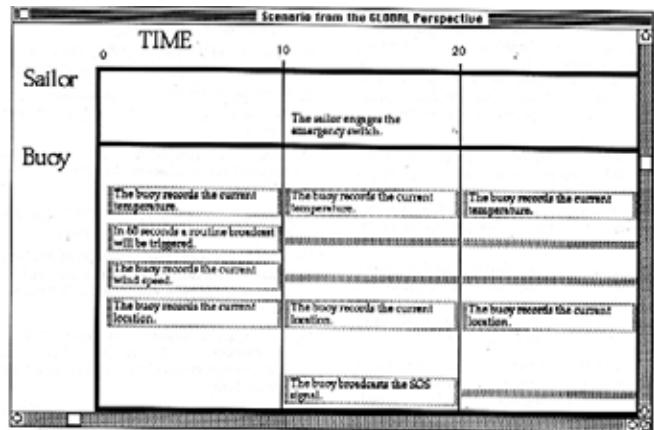 Scenario from the GLOBAL Perspective
TIME
0 10 20
Sailor
The sailor engages the
emergency switch.
Buoy
The buoy records the current
temperature.
The buoy records the current
temperature.
The buoy records the current
temperature.
In 60 seconds a routine broadcast
will be triggered.
The buoy records the current
wind speed.
The buoy records the current
location.
The buoy records the current
location.
The buoy records the current
location.
The buoy broadcasts the SOS
signal.